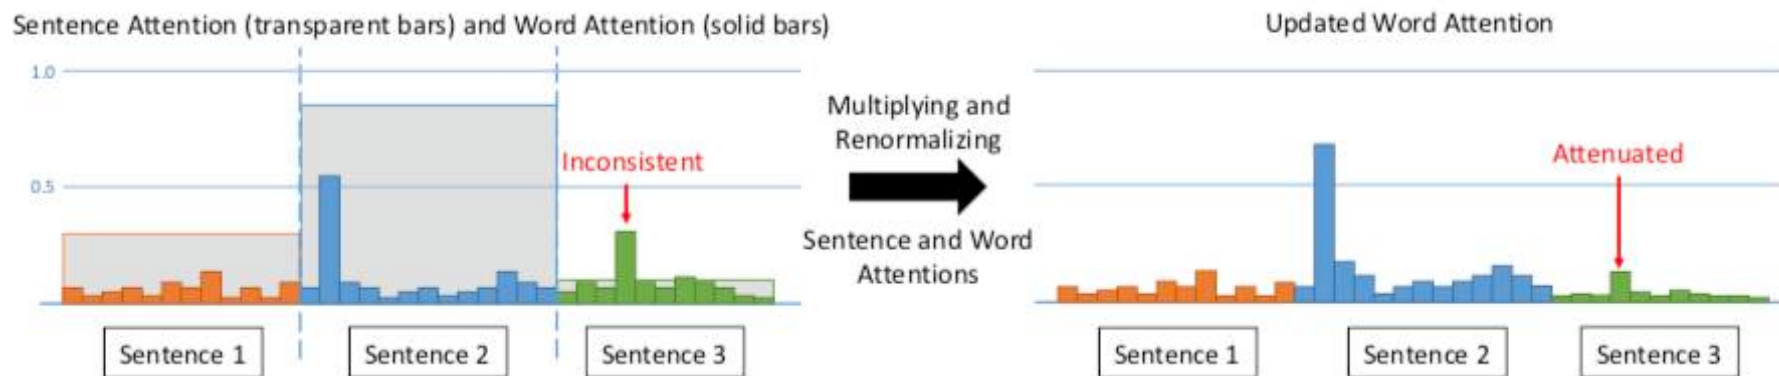 Sentence Attention (transparent bars) and Word Attention (solid bars)
1.0
0.5
Inconsistent
Sentence 1
Sentence 2
Sentence 3
Multiplying and
Renormalizing
Sentence and Word
Attentions
Updated Word Attention
Attenuated
Sentence 1
Sentence 2
Sentence 3